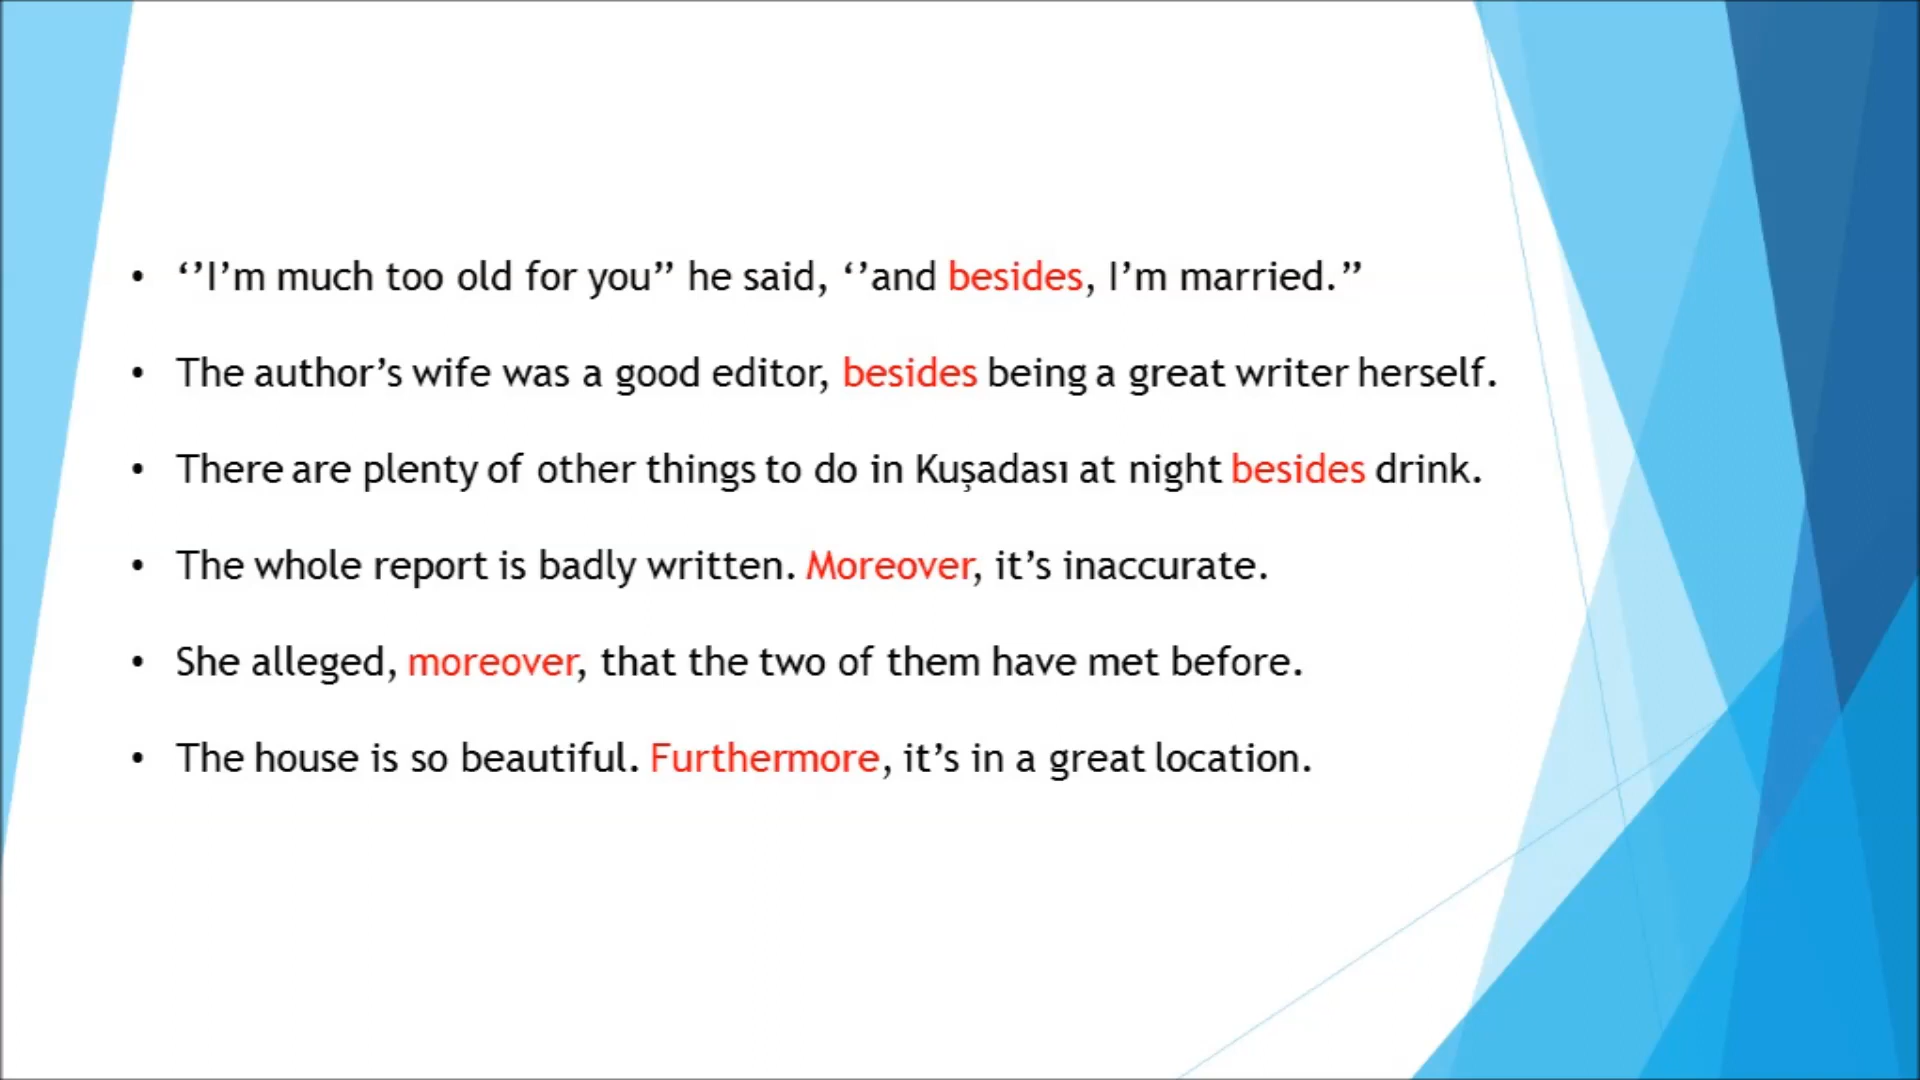 • ‘’I’m much too old for you’’ he said, ‘’and besides, I’m married.’’
• The author’s wife was a good editor, besides being a great writer herself.
• There are plenty of other things to do in Kuşadası at night besides drink.
• The whole report is badly written. Moreover, it’s inaccurate.
• She alleged, moreover, that the two of them have met before.
• The house is so beautiful. Furthermore, it’s in a great location.